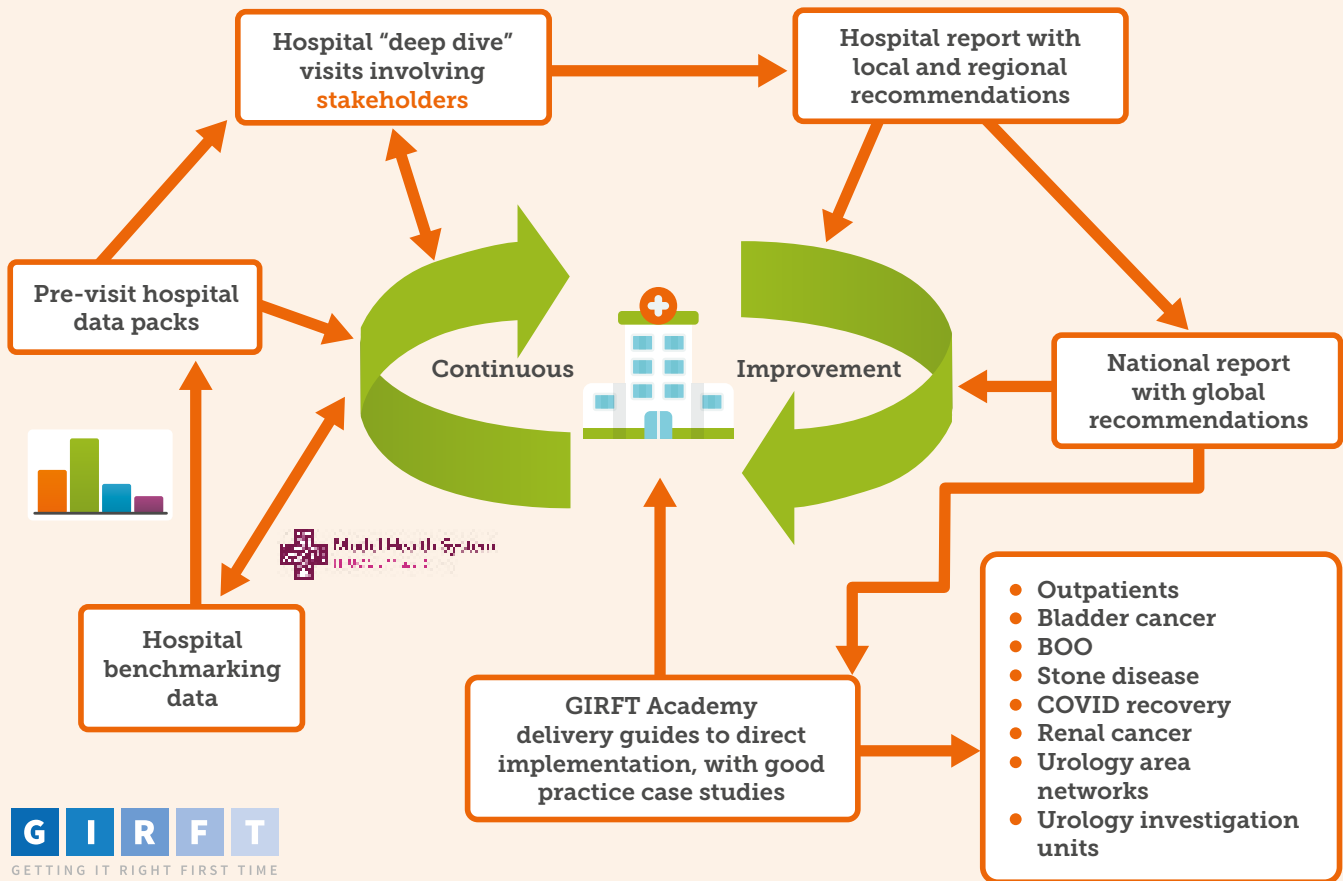 Hospital “deep dive”
visits involving
stakeholders
Hospital report with
local and regional
recommendations
Pre-visit hospital
data packs
Continuous
Improvement
National report
with global
recommendations
Hospital
benchmarking
data
GIRFT Academy
delivery guides to direct
implementation, with good
practice case studies
● Outpatients
● Bladder cancer
● BOO
● Stone disease
● COVID recovery
● Renal cancer
● Urology area
networks
● Urology investigation
units
G I R F T
GETTING IT RIGHT FIRST TIME